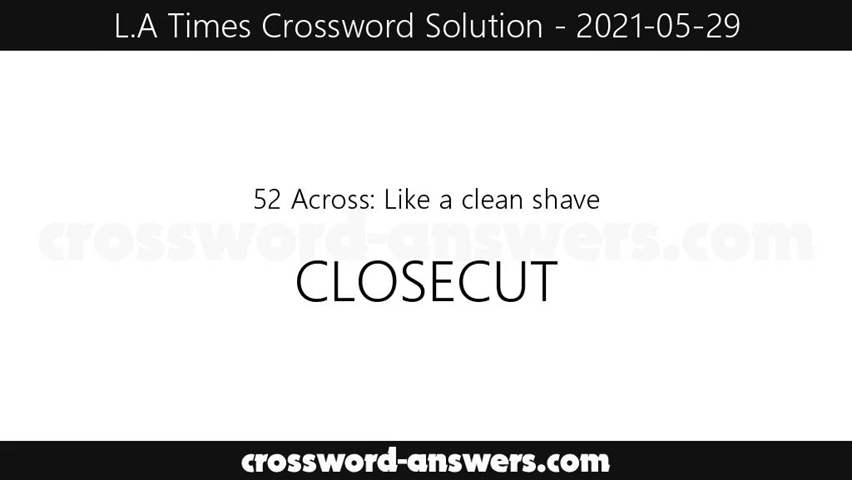 L.A Times Crossword Solution - 2021-05-29
52 Across: Like a clean shave
crossword-answers.com
CLOSECUT
crossword-answers.com